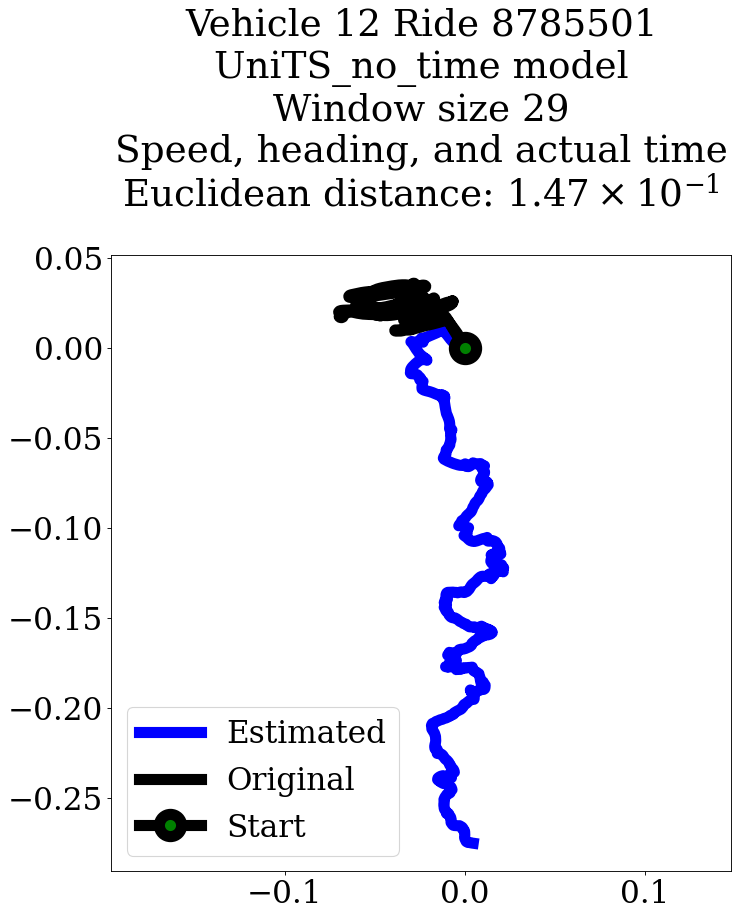 Vehicle 12 Ride 8785501
UniTS_no_time model
Window size 29
Speed, heading, and actual time
Euclidean distance: 1.47 × 10⁻¹
0.05
0.00
−0.05
−0.10
−0.15
−0.20
−0.25
Estimated
Original
Start
−0.1
0.0
0.1